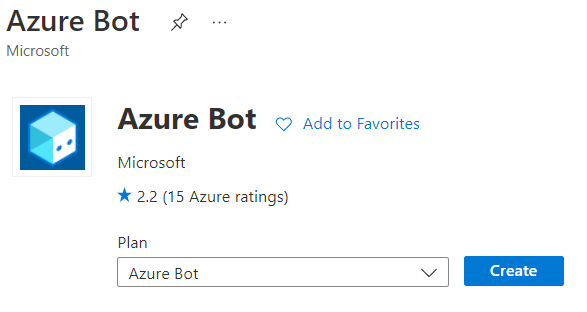 Azure Bot
Microsoft
Azure Bot Add to Favorites
Microsoft
2.2 (15 Azure ratings)
Plan
Azure Bot Create